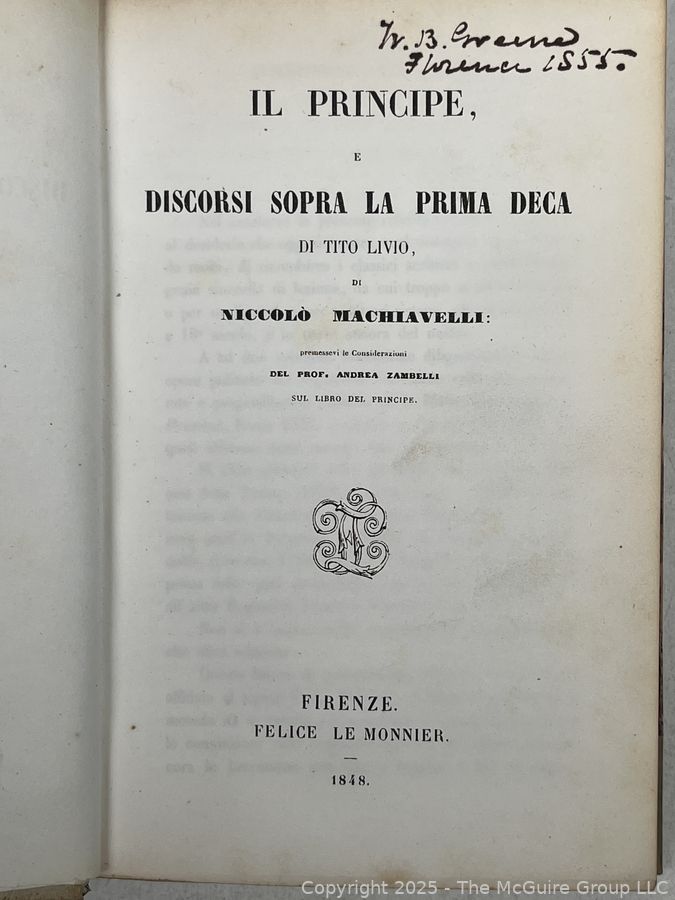 W. B. Greene
Florence 1855.
IL PRINCIPE,
E
DISCORSI SOPRA LA PRIMA DECA
DI TITO LIVIO,
DI
NICCOLÒ MACHIAVELLI:
premessevi le Considerazioni
DEL PROF. ANDREA ZAMBELLI
SUL LIBRO DEL PRINCIPE.
FIRENZE.
FELICE LE MONNIER.
1848.
Copyright 2025 - The McGuire Group LLC